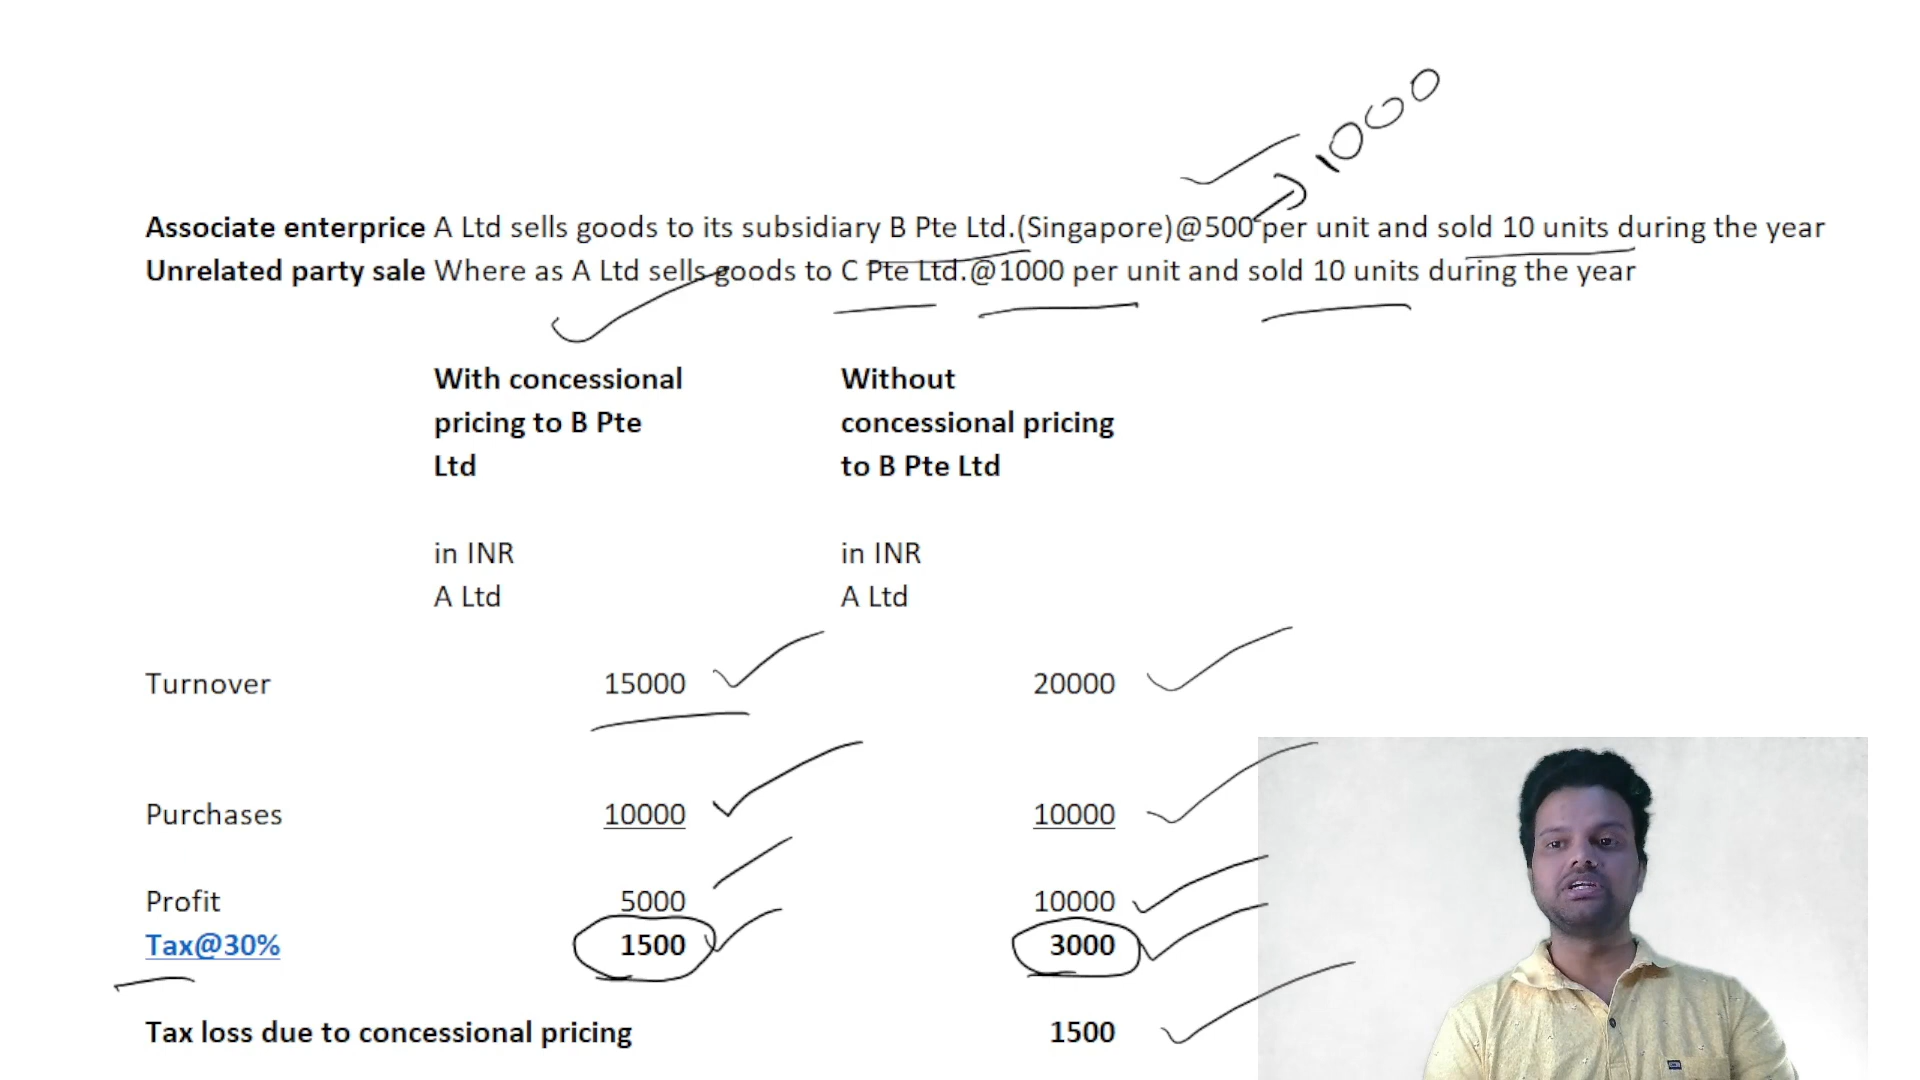 1000
Associate enterprice A Ltd sells goods to its subsidiary B Pte Ltd.(Singapore)@500 per unit and sold 10 units during the year
Unrelated party sale Where as A Ltd sells goods to C Pte Ltd.@1000 per unit and sold 10 units during the year
With concessional Without
pricing to B Pte concessional pricing
Ltd to B Pte Ltd
in INR in INR
A Ltd A Ltd
Turnover 15000 20000
Purchases 10000 10000
Profit 5000 10000
Tax@30% 1500 3000
Tax loss due to concessional pricing 1500